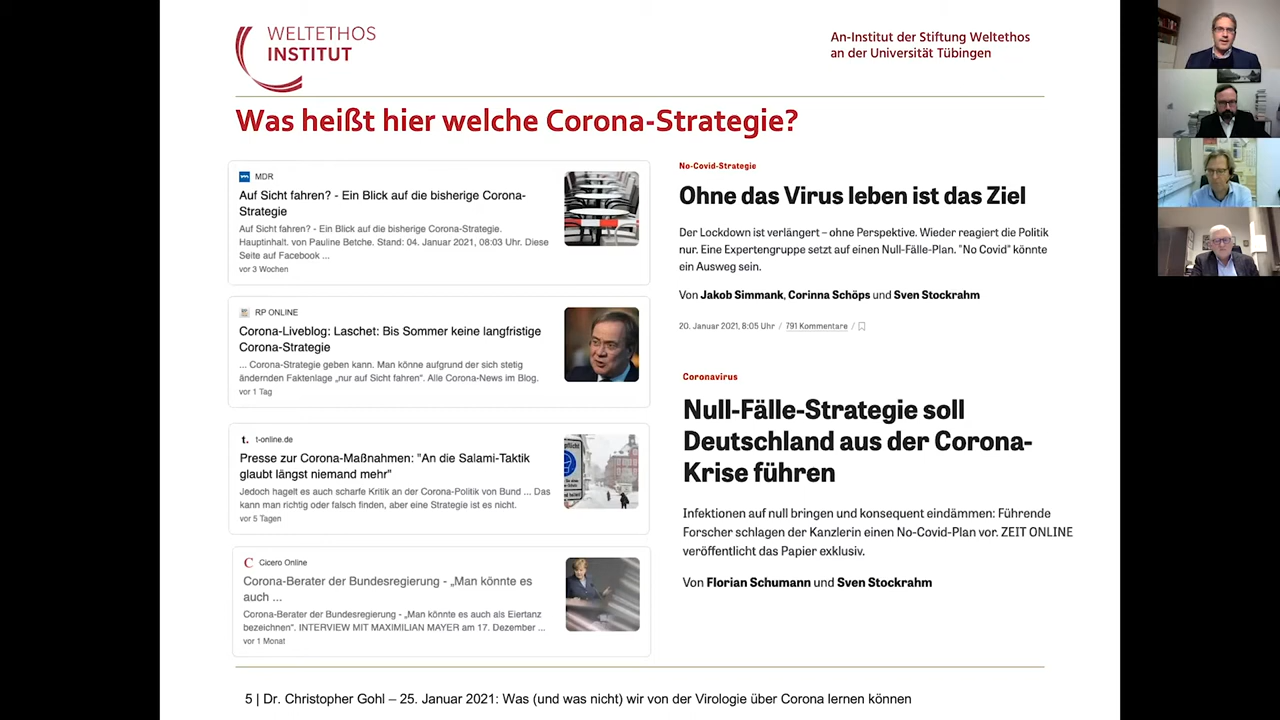 WELTETHOS
INSTITUT
An-Institut der Stiftung Weltethos
an der Universität Tübingen
Was heißt hier welche Corona-Strategie?
MDR
Auf Sicht fahren? - Ein Blick auf die bisherige Corona-
Strategie
Auf Sicht fahren? - Ein Blick auf die bisherige Corona-Strategie.
Hauptinhalt. von Pauline Betche. Stand: 04. Januar 2021, 08:03 Uhr. Diese
Seite auf Facebook ...
vor 3 Wochen
RP ONLINE
Corona-Liveblog: Laschet: Bis Sommer keine langfristige
Corona-Strategie
... Corona-Strategie geben kann. Man könne aufgrund der sich stetig
ändernden Faktenlage „nur auf Sicht fahren“. Alle Corona-News im Blog.
vor 1 Tag
t. t-online.de
Presse zur Corona-Maßnahmen: "An die Salami-Taktik
glaubt längst niemand mehr"
Jedoch hagelt es auch scharfe Kritik an der Corona-Politik von Bund ... Das
kann man richtig oder falsch finden, aber eine Strategie ist es nicht.
vor 5 Tagen
C Cicero Online
Corona-Berater der Bundesregierung - „Man könnte es
auch ...
Corona-Berater der Bundesregierung - „Man könnte es auch als Eiertanz
bezeichnen“. INTERVIEW MIT MAXIMILIAN MAYER am 17. Dezember ...
vor 1 Monat
No-Covid-Strategie
Ohne das Virus leben ist das Ziel
Der Lockdown ist verlängert – ohne Perspektive. Wieder reagiert die Politik
nur. Eine Expertengruppe setzt auf einen Null-Fälle-Plan. "No Covid" könnte
ein Ausweg sein.
Von Jakob Simmank, Corinna Schöps und Sven Stockrahm
20. Januar 2021, 8:05 Uhr / 791 Kommentare /
Coronavirus
Null-Fälle-Strategie soll
Deutschland aus der Corona-
Krise führen
Infektionen auf null bringen und konsequent eindämmen: Führende
Forscher schlagen der Kanzlerin einen No-Covid-Plan vor. ZEIT ONLINE
veröffentlicht das Papier exklusiv.
Von Florian Schumann und Sven Stockrahm
5 | Dr. Christopher Gohl – 25. Januar 2021: Was (und was nicht) wir von der Virologie über Corona lernen können